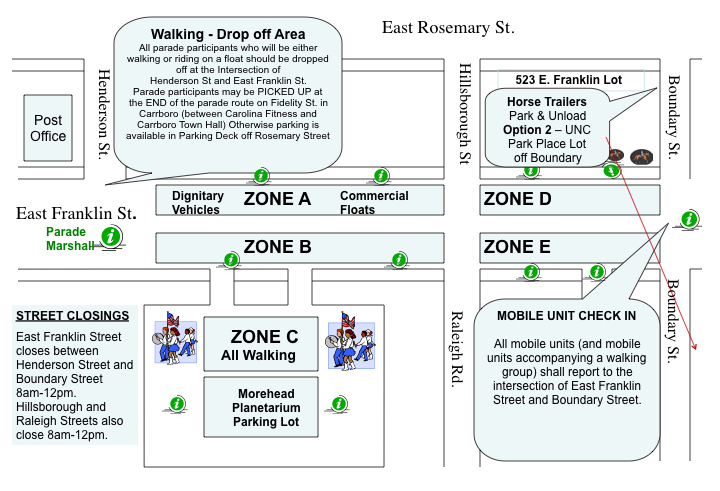 East Rosemary St.
Walking - Drop off Area
All parade participants who will be either
walking or riding on a float should be dropped
off at the Intersection of
Henderson St and East Franklin St.
Parade participants may be PICKED UP at
the END of the parade route on Fidelity St. in
Carrboro (between Carolina Fitness and
Carrboro Town Hall) Otherwise parking is
available in Parking Deck off Rosemary Street
Post
Office
Henderson St.
Hillsborough St
523 E. Franklin Lot
Horse Trailers
Park & Unload
Option 2 – UNC
Park Place Lot
off Boundary
Boundary St.
Dignitary
Vehicles
ZONE A
Commercial
Floats
ZONE D
East Franklin St.
Parade
Marshall
ZONE B
ZONE E
STREET CLOSINGS
East Franklin Street
closes between
Henderson Street and
Boundary Street
8am-12pm.
Hillsborough and
Raleigh Streets also
close 8am-12pm.
ZONE C
All Walking
Morehead
Planetarium
Parking Lot
Raleigh Rd.
MOBILE UNIT CHECK IN
All mobile units (and mobile
units accompanying a walking
group) shall report to the
intersection of East Franklin
Street and Boundary Street.
Boundary St.